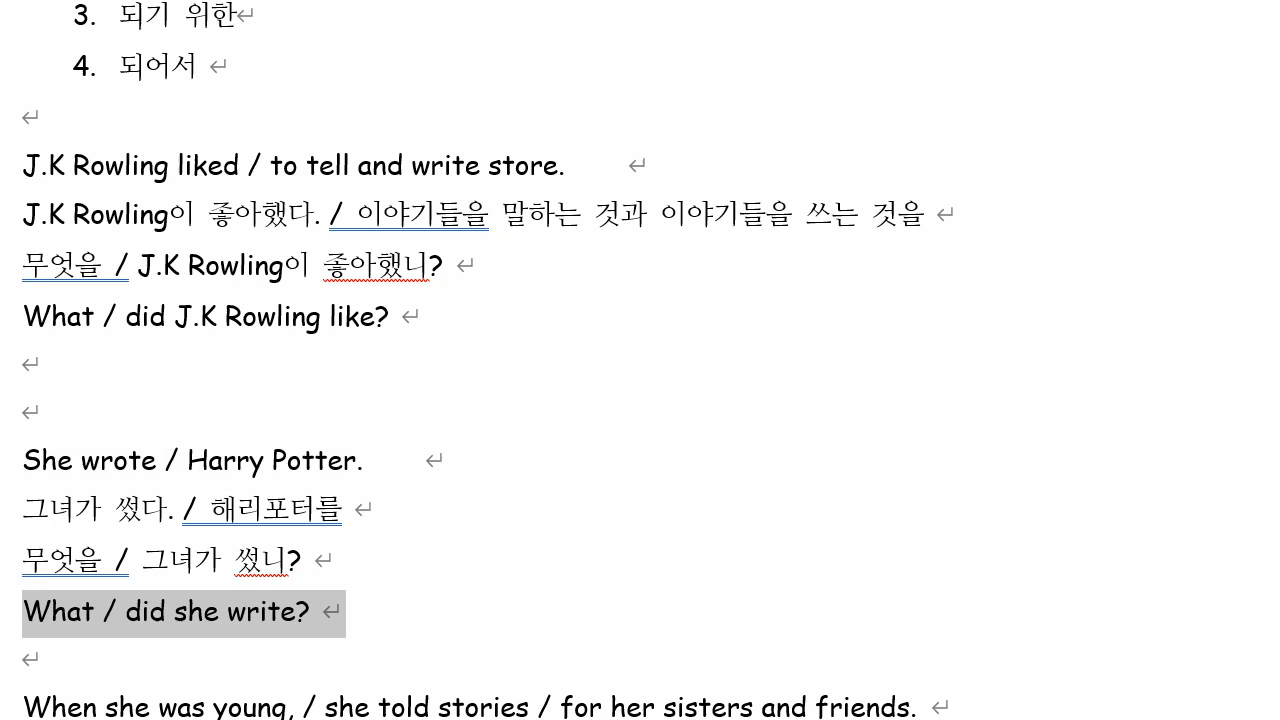 3. 되기 위한
4. 되어서
J.K Rowling liked / to tell and write store.
J.K Rowling이 좋아했다. / 이야기들을 말하는 것과 이야기들을 쓰는 것을
무엇을 / J.K Rowling이 좋아했니?
What / did J.K Rowling like?
She wrote / Harry Potter.
그녀가 썼다. / 해리포터를
무엇을 / 그녀가 썼니?
What / did she write?
When she was young, / she told stories / for her sisters and friends.